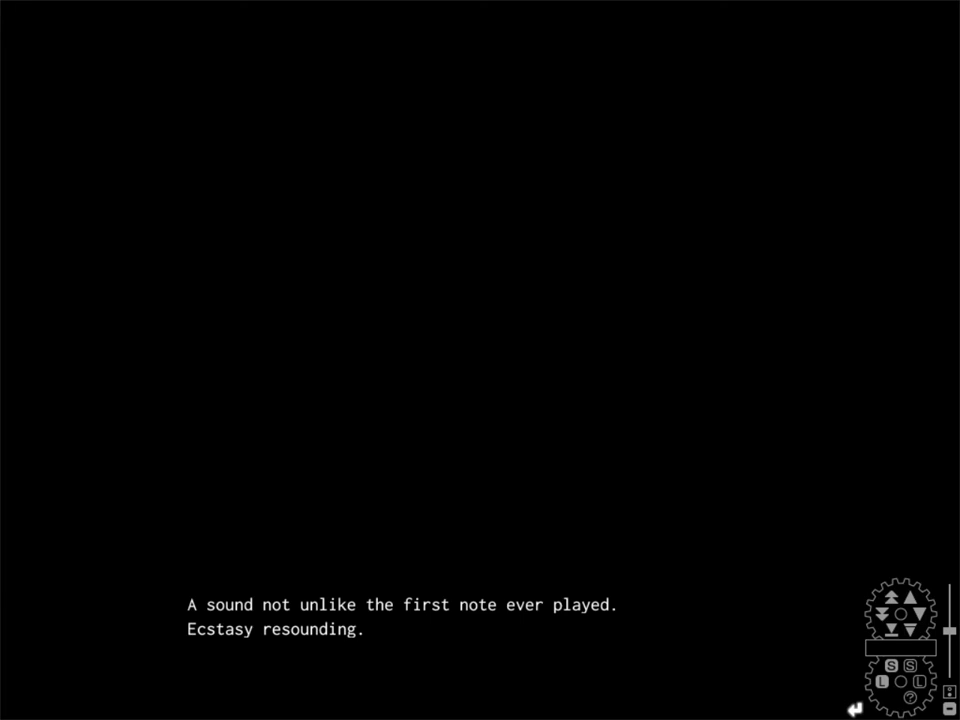 A sound not unlike the first note ever played.
Ecstasy resounding.
S S
L L
?